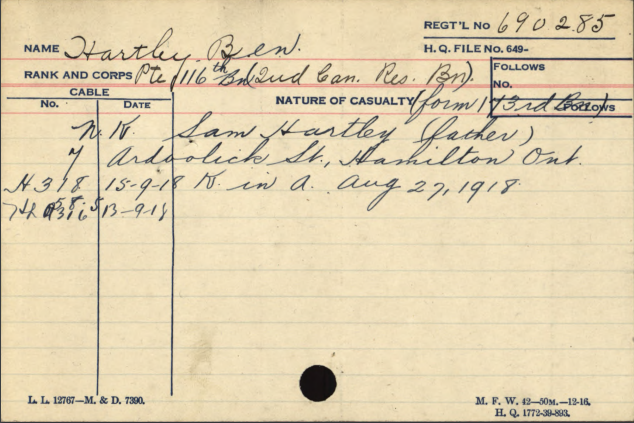 REGT'L NO 690285
NAME Hartley Ben.
H.Q. FILE NO. 649-
RANK AND CORPS Pte (116th Bn) (2nd Can. Res. Bn).
FOLLOWS
NO.
CABLE
NO. DATE
NATURE OF CASUALTY (form 173rd Bn)
FOLLOWS
N. K. Sam Hartley (father)
7 Ardoolick St., Hamilton Ont.
H318 15-9-18 K. in A. Aug 27, 1918.
13-9-18
L. L. 12767—M. & D. 7390.
M. F. W. 42—50M.—12-16.
H. Q. 1772-39-893.